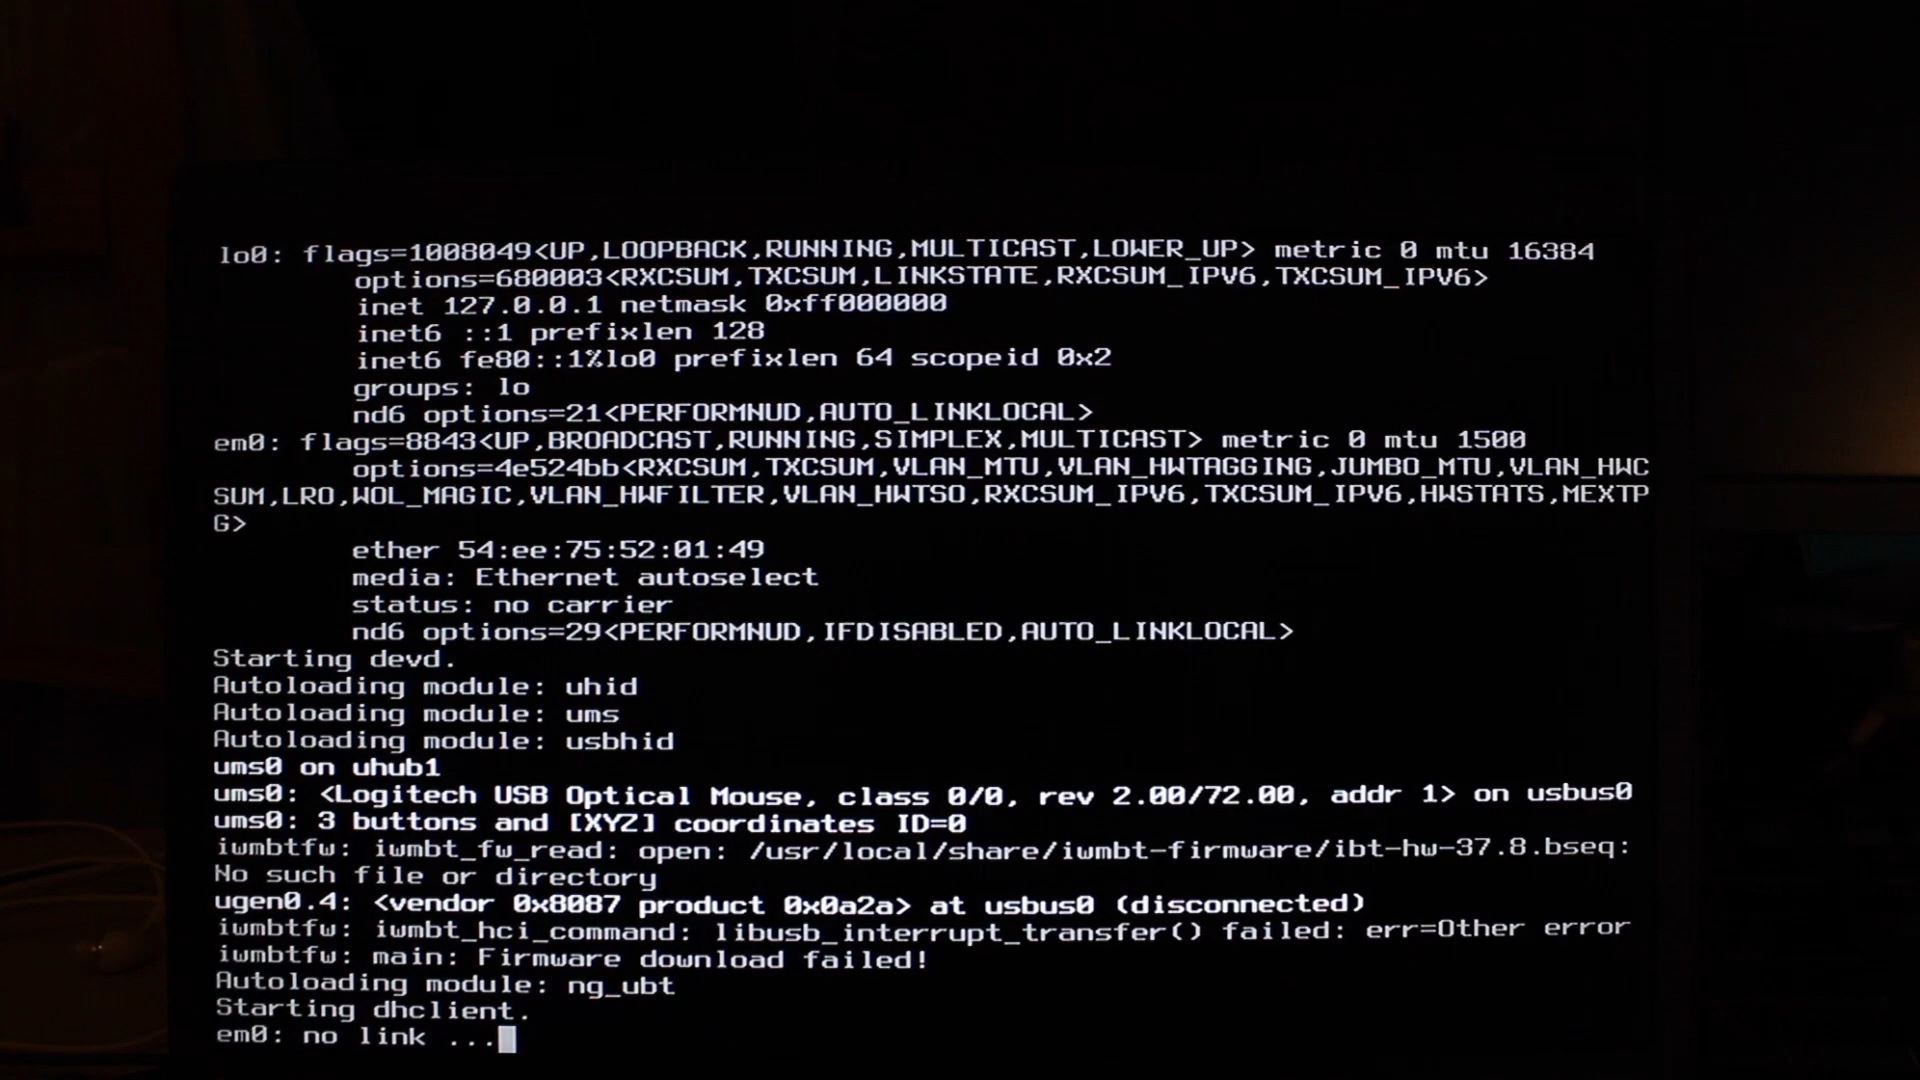 lo0: flags=1008049<UP,LOOPBACK,RUNNING,MULTICAST,LOWER_UP> metric 0 mtu 16384
options=680003<RXCSUM,TXCSUM,LINKSTATE,RXCSUM_IPV6,TXCSUM_IPV6>
inet 127.0.0.1 netmask 0xff000000
inet6 ::1 prefixlen 128
inet6 fe80::1%lo0 prefixlen 64 scopeid 0x2
groups: lo
nd6 options=21<PERFORMNUD,AUTO_LINKLOCAL>
em0: flags=8843<UP,BROADCAST,RUNNING,SIMPLEX,MULTICAST> metric 0 mtu 1500
options=4e524bb<RXCSUM,TXCSUM,VLAN_MTU,VLAN_HWTAGGING,JUMBO_MTU,VLAN_HWC
SUM,LRO,WOL_MAGIC,VLAN_HWFILTER,VLAN_HWTSO,RXCSUM_IPV6,TXCSUM_IPV6,HWSTATS,MEXTP
G>
ether 54:ee:75:52:01:49
media: Ethernet autoselect
status: no carrier
nd6 options=29<PERFORMNUD,IFDISABLED,AUTO_LINKLOCAL>
Starting devd.
Autoloading module: uhid
Autoloading module: ums
Autoloading module: usbhid
ums0 on uhub1
ums0: <Logitech USB Optical Mouse, class 0/0, rev 2.00/72.00, addr 1> on usbus0
ums0: 3 buttons and [XYZ] coordinates ID=0
iwmbtfw: iwmbt_fw_read: open: /usr/local/share/iwmbt-firmware/ibt-hw-37.8.bseq:
No such file or directory
ugen0.4: <vendor 0x8087 product 0x0a2a> at usbus0 (disconnected)
iwmbtfw: iwmbt_hci_command: libusb_interrupt_transfer() failed: err=Other error
iwmbtfw: main: Firmware download failed!
Autoloading module: ng_ubt
Starting dhclient.
em0: no link ...